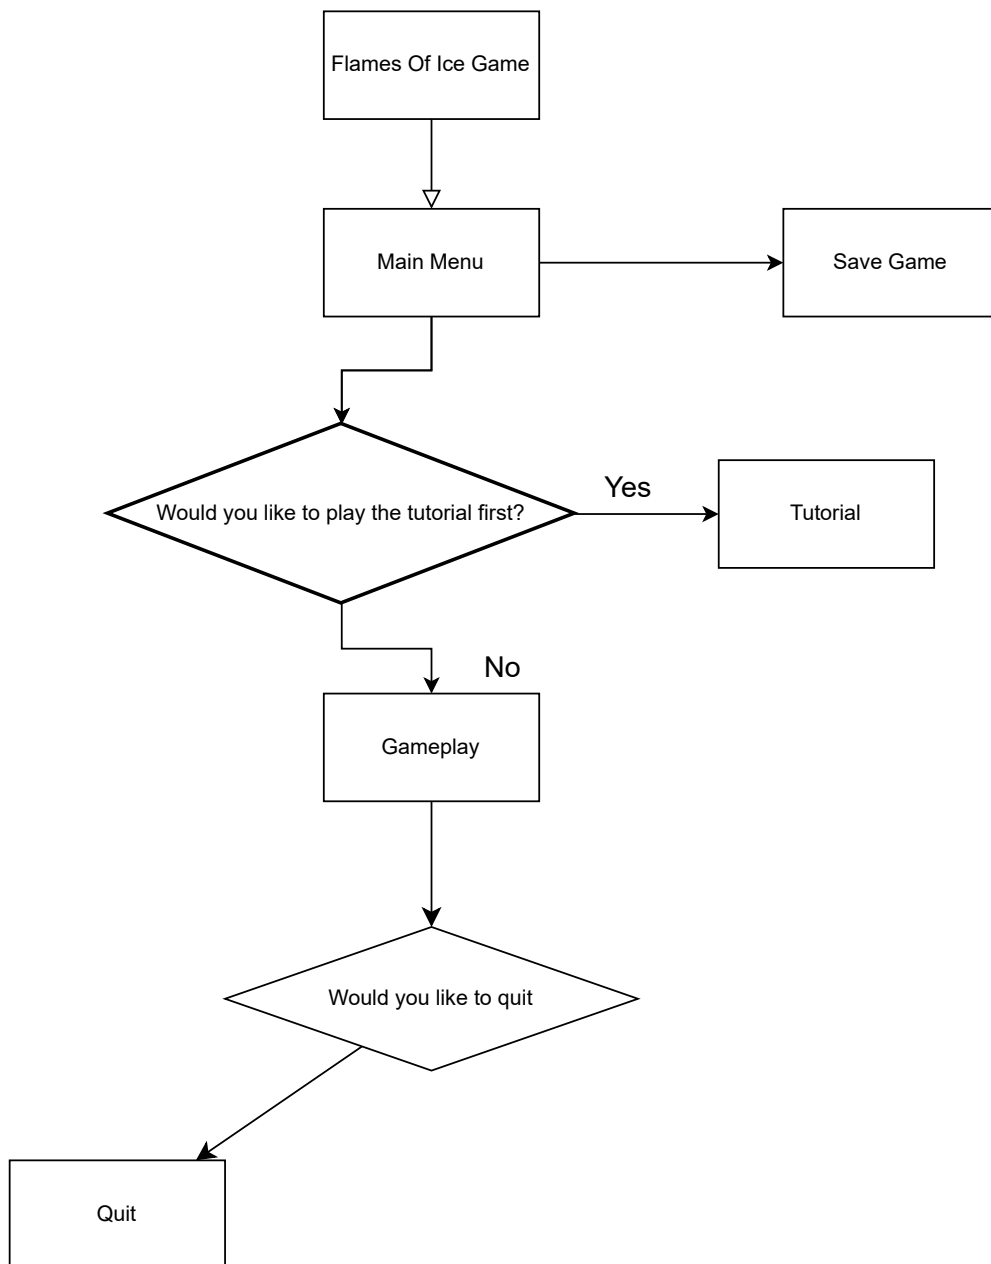 Flames Of Ice Game
Main Menu
Save Game
Would you like to play the tutorial first?
Yes
Tutorial
No
Gameplay
Would you like to quit
Quit